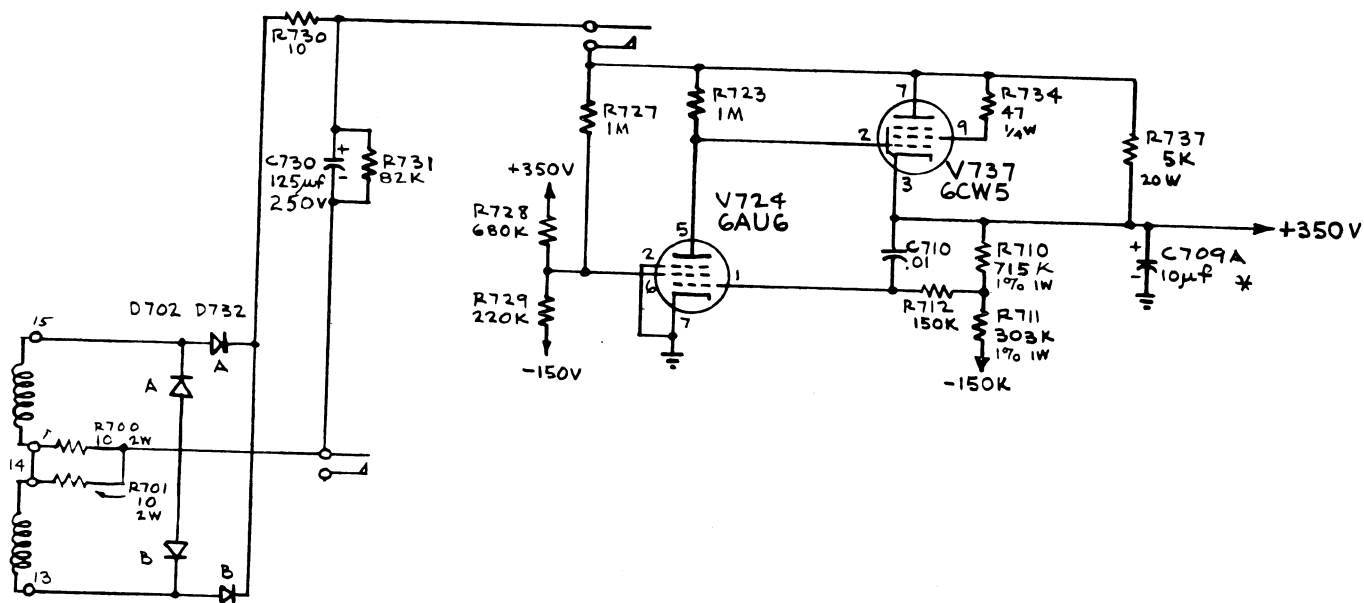 R730
10
R727
1M
R723
1M
7
2
9
3
R734
47
1/4W
V737
6CW5
R737
5K
20W
C730
125µf
250V
+
-
R731
82K
+350V
R728
680K
R729
220K
-150V
V724
6AU6
5
2
6
1
7
C710
.01
R710
715K
1% 1W
R712
150K
R711
303K
1% 1W
-150K
+350V
+
-
C709A
10µf *
D702 D732
15
A
A
R700
10 2W
14
R701
10
2W
B
B
13